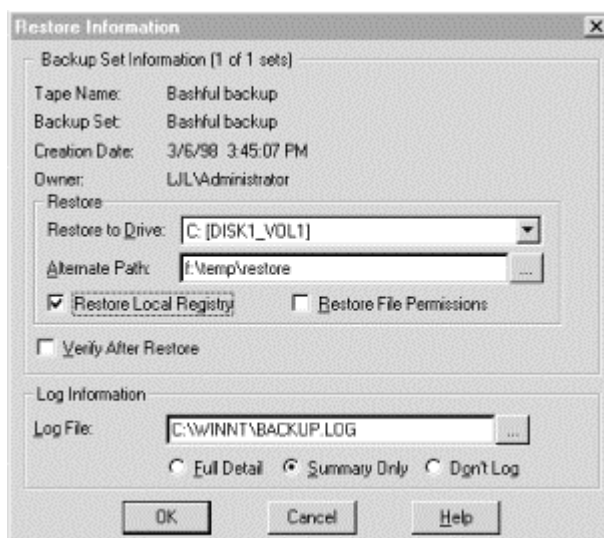 Restore Information
Backup Set Information (1 of 1 sets)
Tape Name: Bashful backup
Backup Set: Bashful backup
Creation Date: 3/6/98 3:45:07 PM
Owner: LJL\Administrator
Restore
Restore to Drive: C: [DISK1_VOL1]
Alternate Path: f:\temp\restore ...
Restore Local Registry Restore File Permissions
Verify After Restore
Log Information
Log File: C:\WINNT\BACKUP.LOG ...
Full Detail Summary Only Don't Log
OK Cancel Help